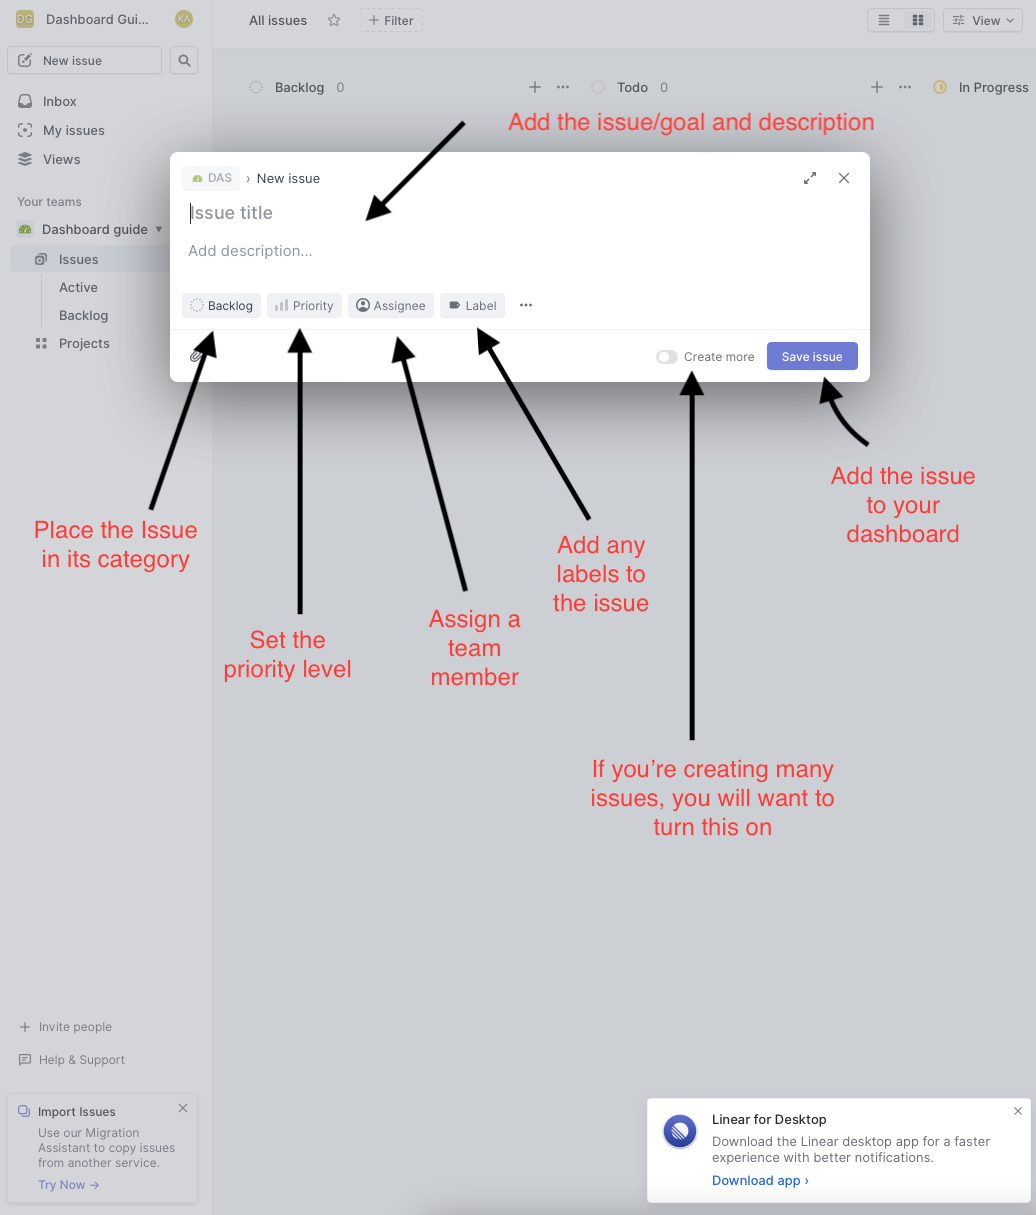 DG Dashboard Gui... KA
New issue
Inbox
My issues
Views
Your teams
Dashboard guide
Issues
Active
Backlog
Projects
All issues
+ Filter
View
Backlog 0
Todo 0
In Progress
Add the issue/goal and description
DAS › New issue
Issue title
Add description...
Backlog
Priority
Assignee
Label
Create more
Save issue
Place the Issue
in its category
Set the
priority level
Assign a
team
member
Add any
labels to
the issue
Add the issue
to your
dashboard
If you’re creating many
issues, you will want to
turn this on
Invite people
Help & Support
Import Issues
Use our Migration
Assistant to copy issues
from another service.
Try Now →
Linear for Desktop
Download the Linear desktop app for a faster
experience with better notifications.
Download app ›